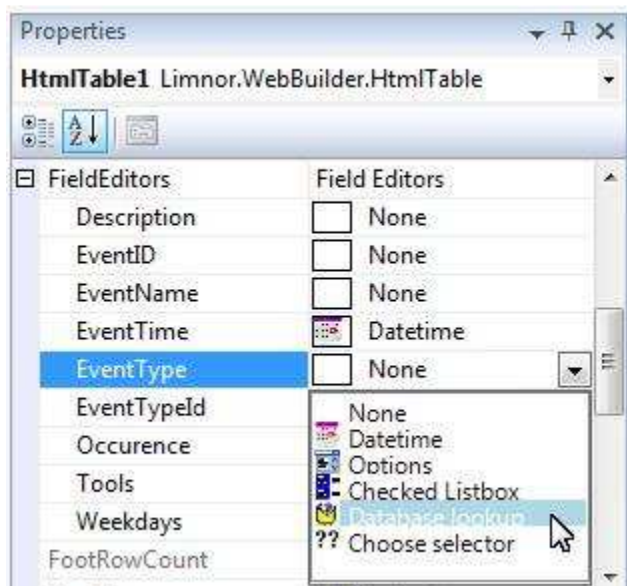 Properties
HtmlTable1 Limnor.WebBuilder.HtmlTable
A
Z
FieldEditors Field Editors
Description None
EventID None
EventName None
EventTime Datetime
EventType None
EventTypeId
Occurence
Tools
Weekdays
FootRowCount
None
Datetime
Options
Checked Listbox
Database lookup
?? Choose selector